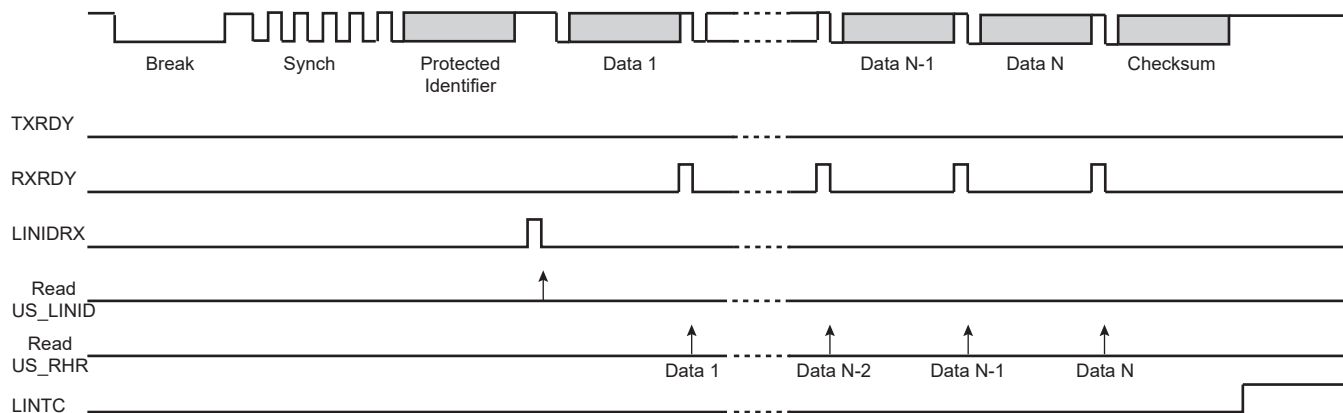 Break Synch Protected Identifier Data 1 Data N-1 Data N Checksum
TXRDY
RXRDY
LINIDRX
Read
US_LINID
Read
US_RHR
Data 1 Data N-2 Data N-1 Data N
LINTC